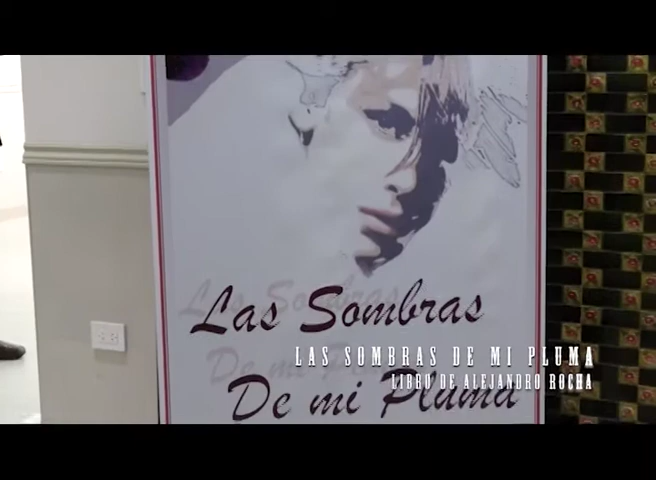 Las Sombras
De mi Pluma
LAS SOMBRAS DE MI PLUMA
LIBRO DE ALEJANDRO ROCHA